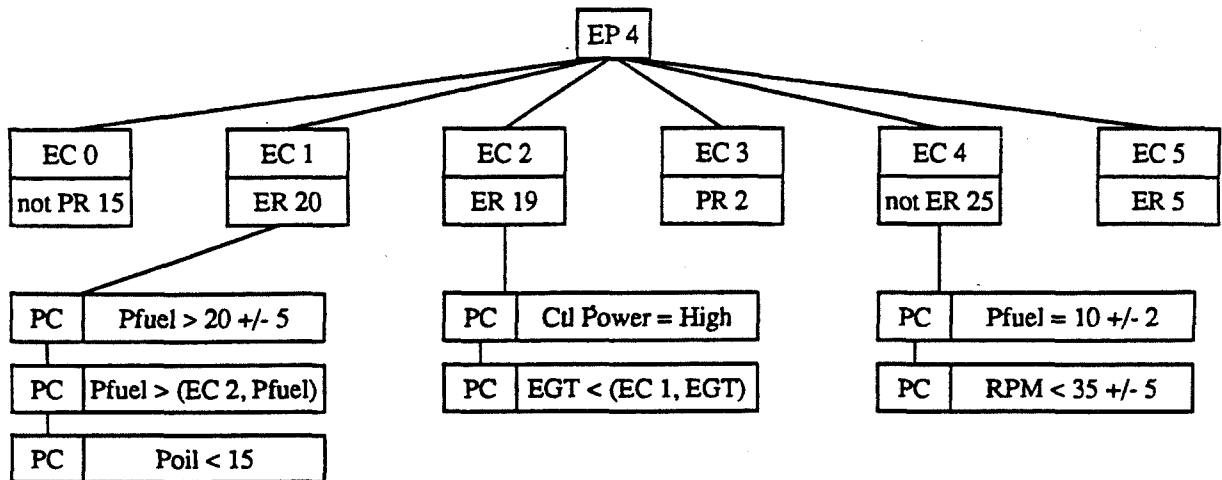 EP 4
EC 0
not PR 15
EC 1
ER 20
EC 2
ER 19
EC 3
PR 2
EC 4
not ER 25
EC 5
ER 5
PC Pfuel > 20 +/- 5
PC Pfuel > (EC 2, Pfuel)
PC Poil < 15
PC Ctl Power = High
PC EGT < (EC 1, EGT)
PC Pfuel = 10 +/- 2
PC RPM < 35 +/- 5